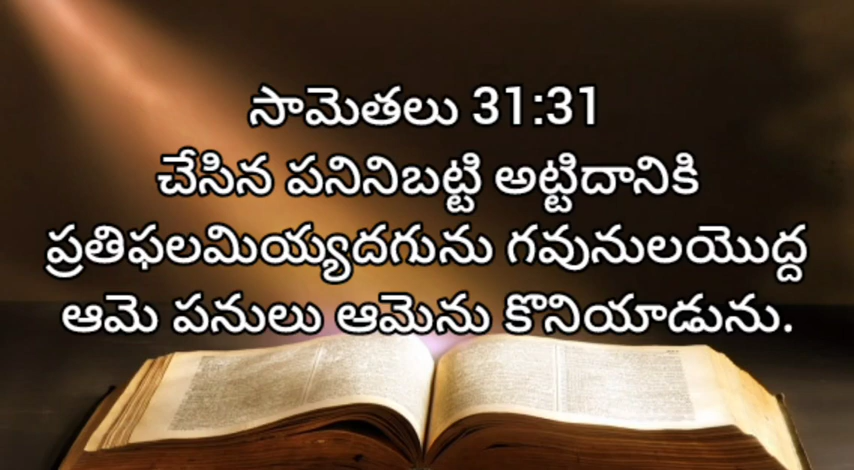 సామెతలు 31:31
చేసిన పనినిబట్టి అట్టిదానికి
ప్రతిఫలమియ్యదగును గవునులయొద్ద
ఆమె పనులు ఆమెను కొనియాడును.